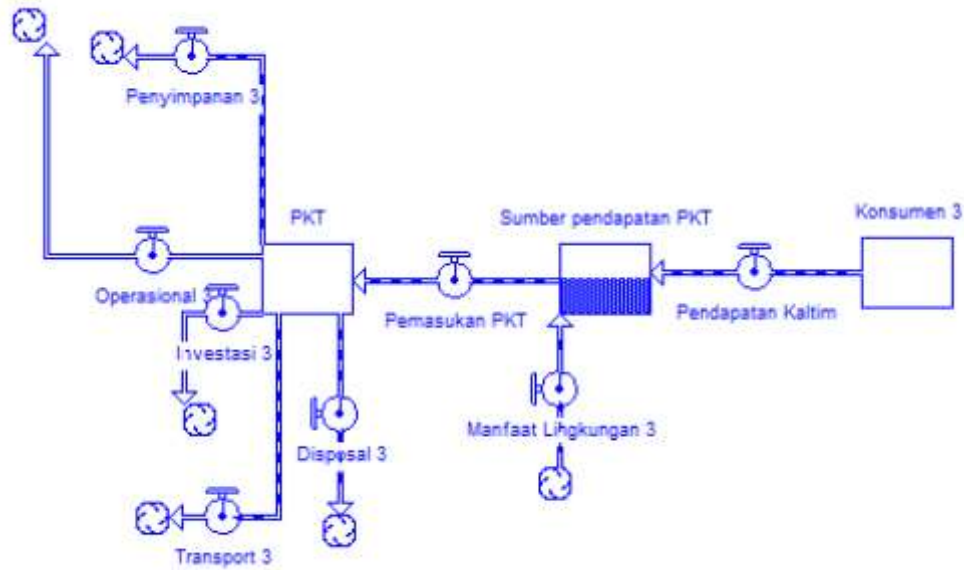 Penyimpanan 3
PKT
Sumber pendapatan PKT
Konsumen 3
Operasional 3
Pemasukan PKT
Pendapatan Kaltim
Investasi 3
Manfaat Lingkungan 3
Disposal 3
Transport 3